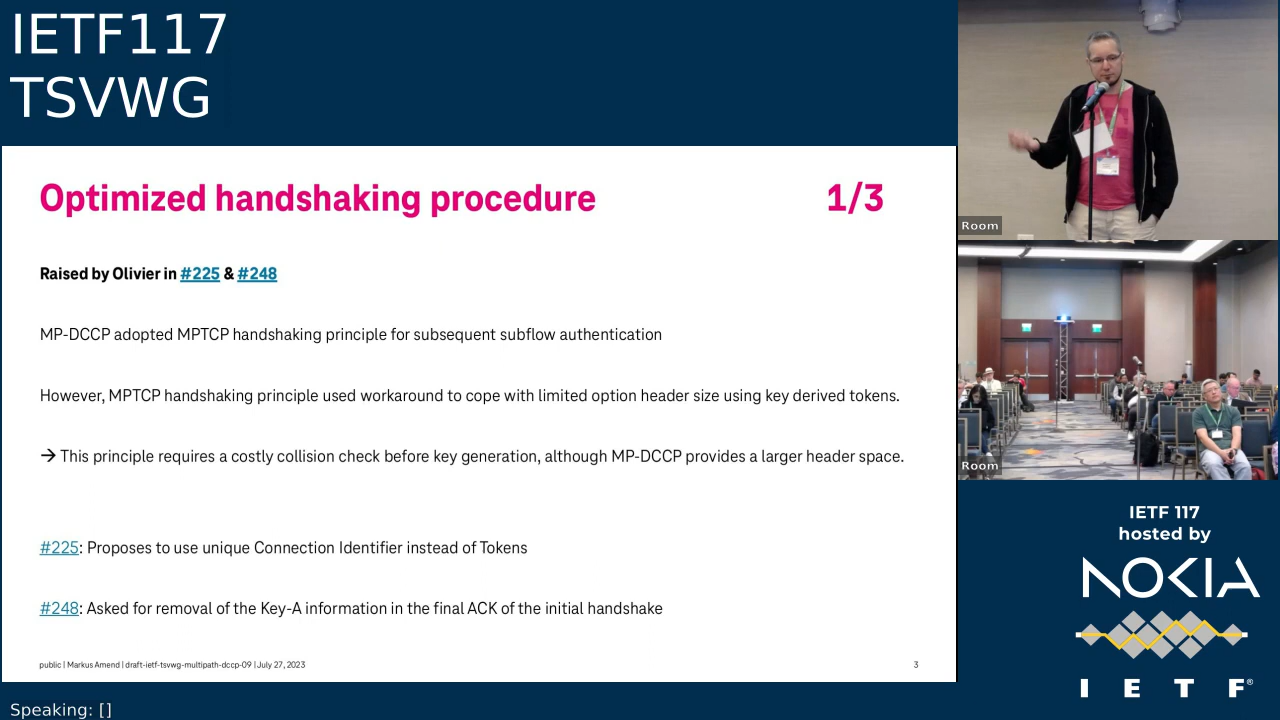 IETF117
TSVWG
Optimized handshaking procedure 1/3
Raised by Olivier in #225 & #248
MP-DCCP adopted MPTCP handshaking principle for subsequent subflow authentication
However, MPTCP handshaking principle used workaround to cope with limited option header size using key derived tokens.
→ This principle requires a costly collision check before key generation, although MP-DCCP provides a larger header space.
#225: Proposes to use unique Connection Identifier instead of Tokens
#248: Asked for removal of the Key-A information in the final ACK of the initial handshake
public | Markus Amend | draft-ietf-tsvwg-multipath-dccp-09 | July 27, 2023 3
Room
Room
IETF 117
hosted by
NOKIA
IETF®
Speaking: []